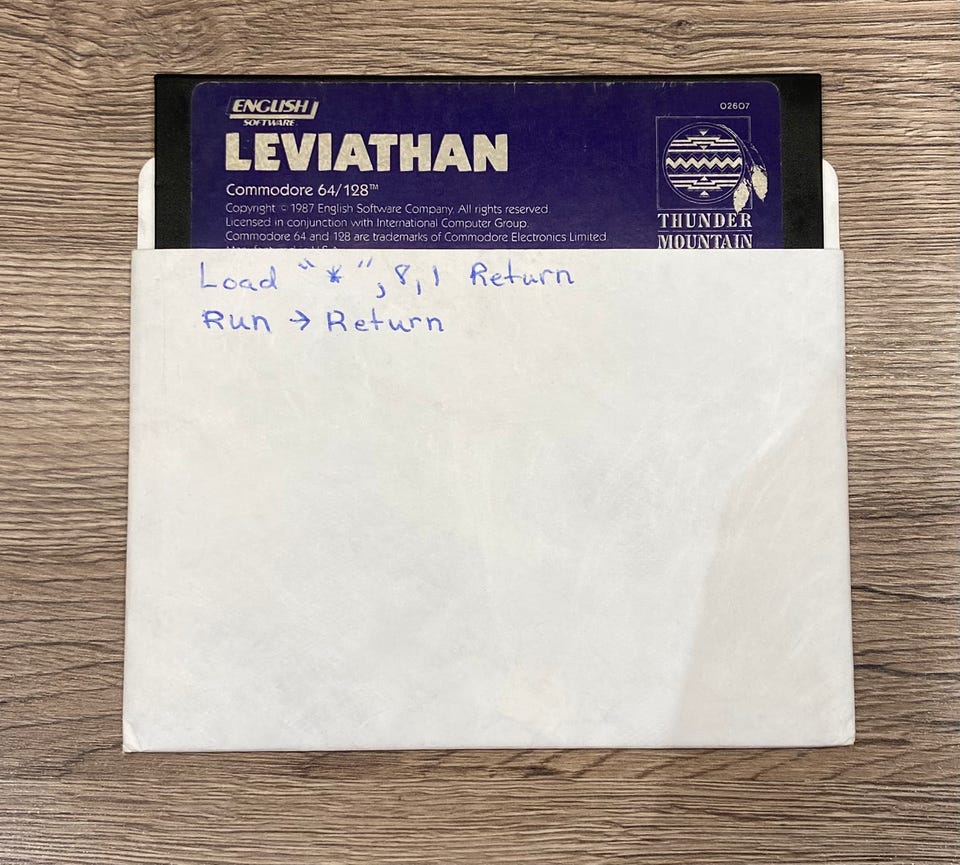 ENGLISH
SOFTWARE
02607
LEVIATHAN
Commodore 64/128™
Copyright © 1987 English Software Company. All rights reserved.
Licensed in conjunction with International Computer Group.
Commodore 64 and 128 are trademarks of Commodore Electronics Limited
THUNDER
MOUNTAIN
Load "*",8,1 Return
Run → Return